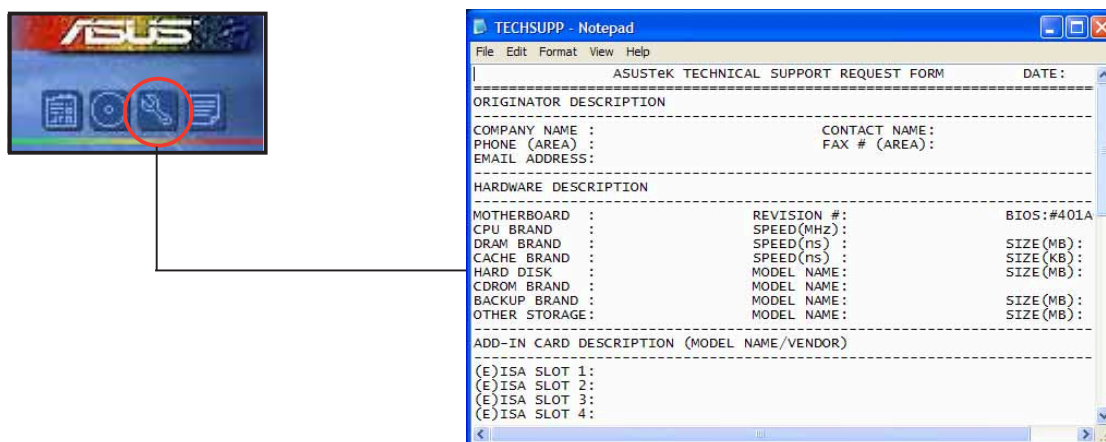 ASUS
TECHSUPP - Notepad
File Edit Format View Help
ASUSTeK TECHNICAL SUPPORT REQUEST FORM DATE:
================================================================================
ORIGINATOR DESCRIPTION
--------------------------------------------------------------------------------
COMPANY NAME : CONTACT NAME:
PHONE (AREA) : FAX # (AREA):
EMAIL ADDRESS:
--------------------------------------------------------------------------------
HARDWARE DESCRIPTION
--------------------------------------------------------------------------------
MOTHERBOARD : REVISION #: BIOS:#401A
CPU BRAND : SPEED(MHz):
DRAM BRAND : SPEED(ns) : SIZE(MB):
CACHE BRAND : SPEED(ns) : SIZE(KB):
HARD DISK : MODEL NAME: SIZE(MB):
CDROM BRAND : MODEL NAME:
BACKUP BRAND : MODEL NAME: SIZE(MB):
OTHER STORAGE: MODEL NAME: SIZE(MB):
--------------------------------------------------------------------------------
ADD-IN CARD DESCRIPTION (MODEL NAME/VENDOR)
--------------------------------------------------------------------------------
(E)ISA SLOT 1:
(E)ISA SLOT 2:
(E)ISA SLOT 3:
(E)ISA SLOT 4: